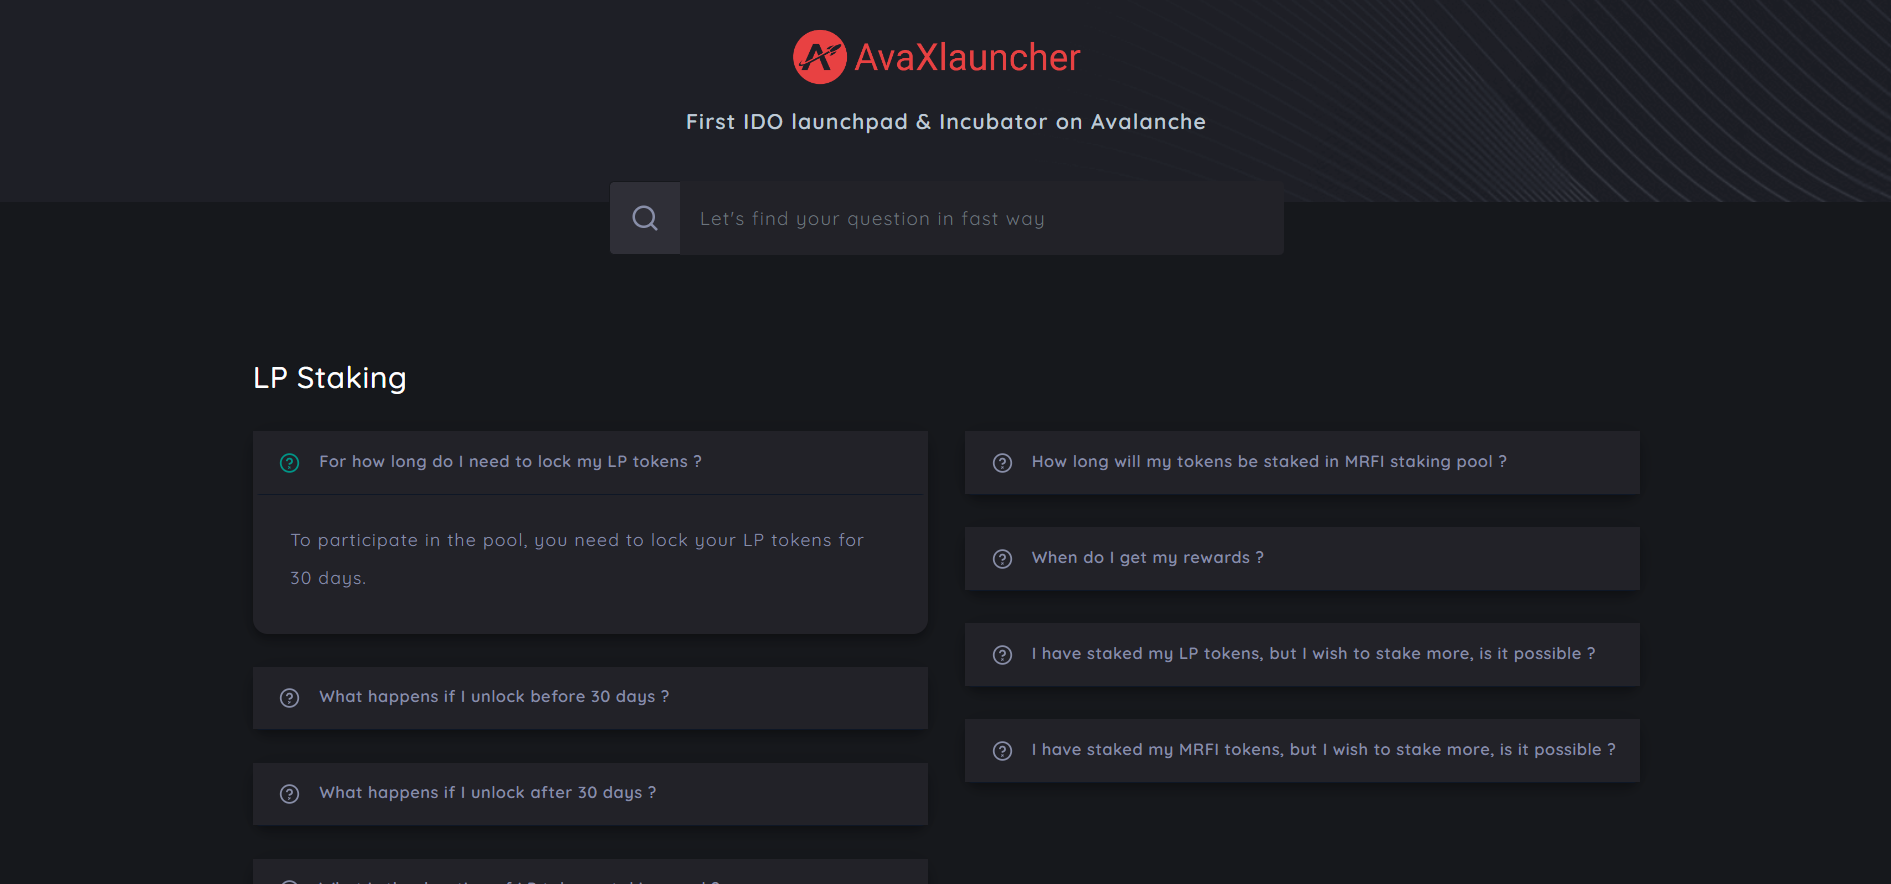 AvaXlauncher
First IDO launchpad & Incubator on Avalanche
Let's find your question in fast way
LP Staking
For how long do I need to lock my LP tokens ?
To participate in the pool, you need to lock your LP tokens for
30 days.
What happens if I unlock before 30 days ?
What happens if I unlock after 30 days ?
How long will my tokens be staked in MRFI staking pool ?
When do I get my rewards ?
I have staked my LP tokens, but I wish to stake more, is it possible ?
I have staked my MRFI tokens, but I wish to stake more, is it possible ?